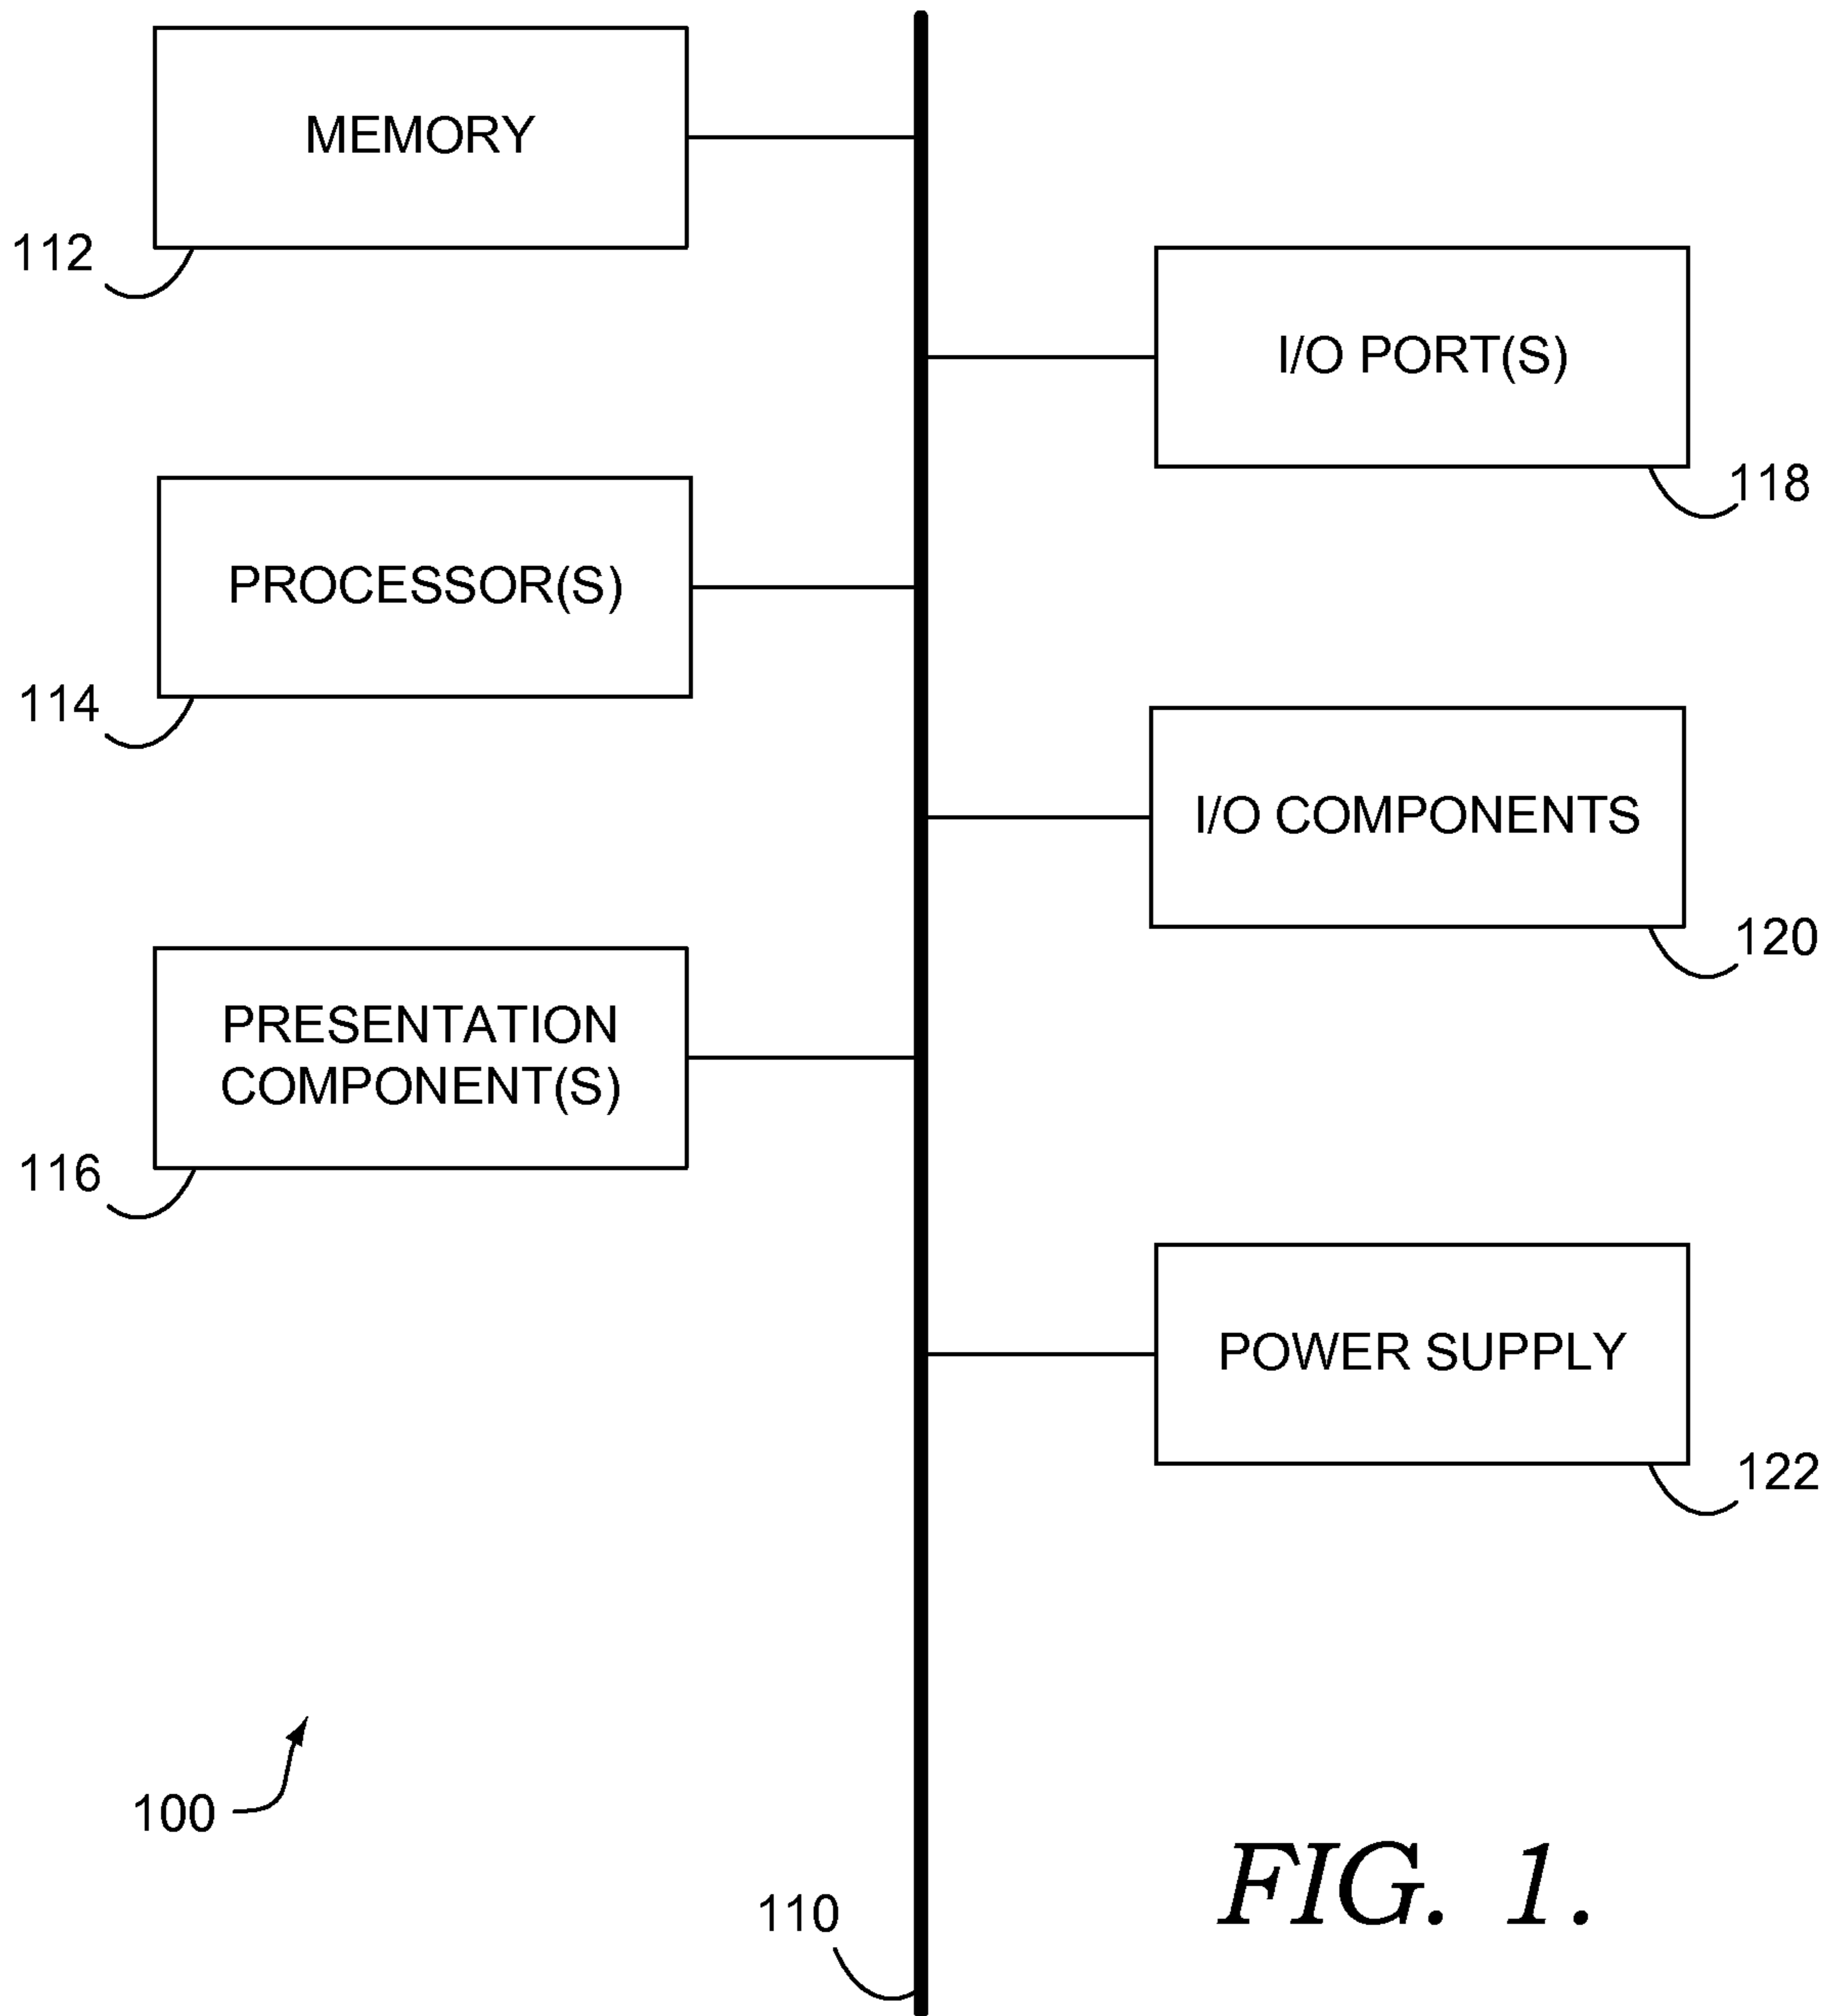 MEMORY
112
I/O PORT(S)
118
PROCESSOR(S)
114
I/O COMPONENTS
120
PRESENTATION
COMPONENT(S)
116
POWER SUPPLY
122
100
110
FIG. 1.